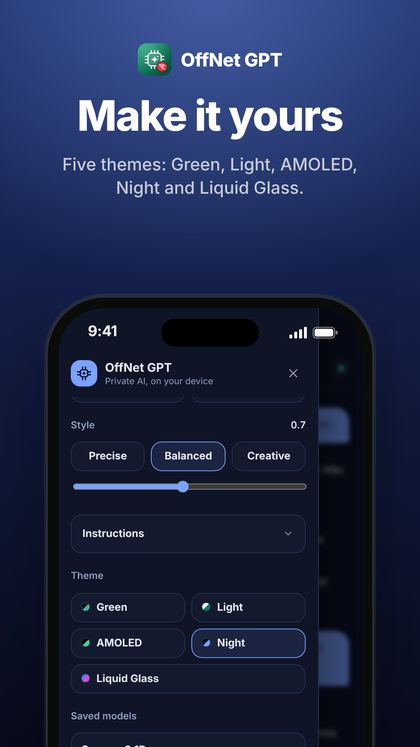 OffNet GPT
Make it yours
Five themes: Green, Light, AMOLED,
Night and Liquid Glass.
9:41
OffNet GPT
Private AI, on your device
Style 0.7
Precise Balanced Creative
Instructions
Theme
Green Light
AMOLED Night
Liquid Glass
Saved models